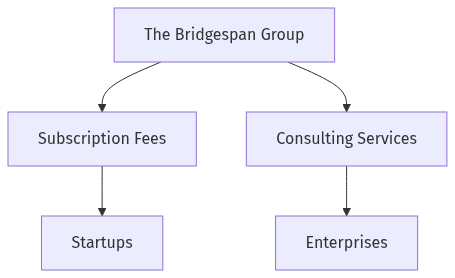 The Bridgespan Group
Subscription Fees
Consulting Services
Startups
Enterprises